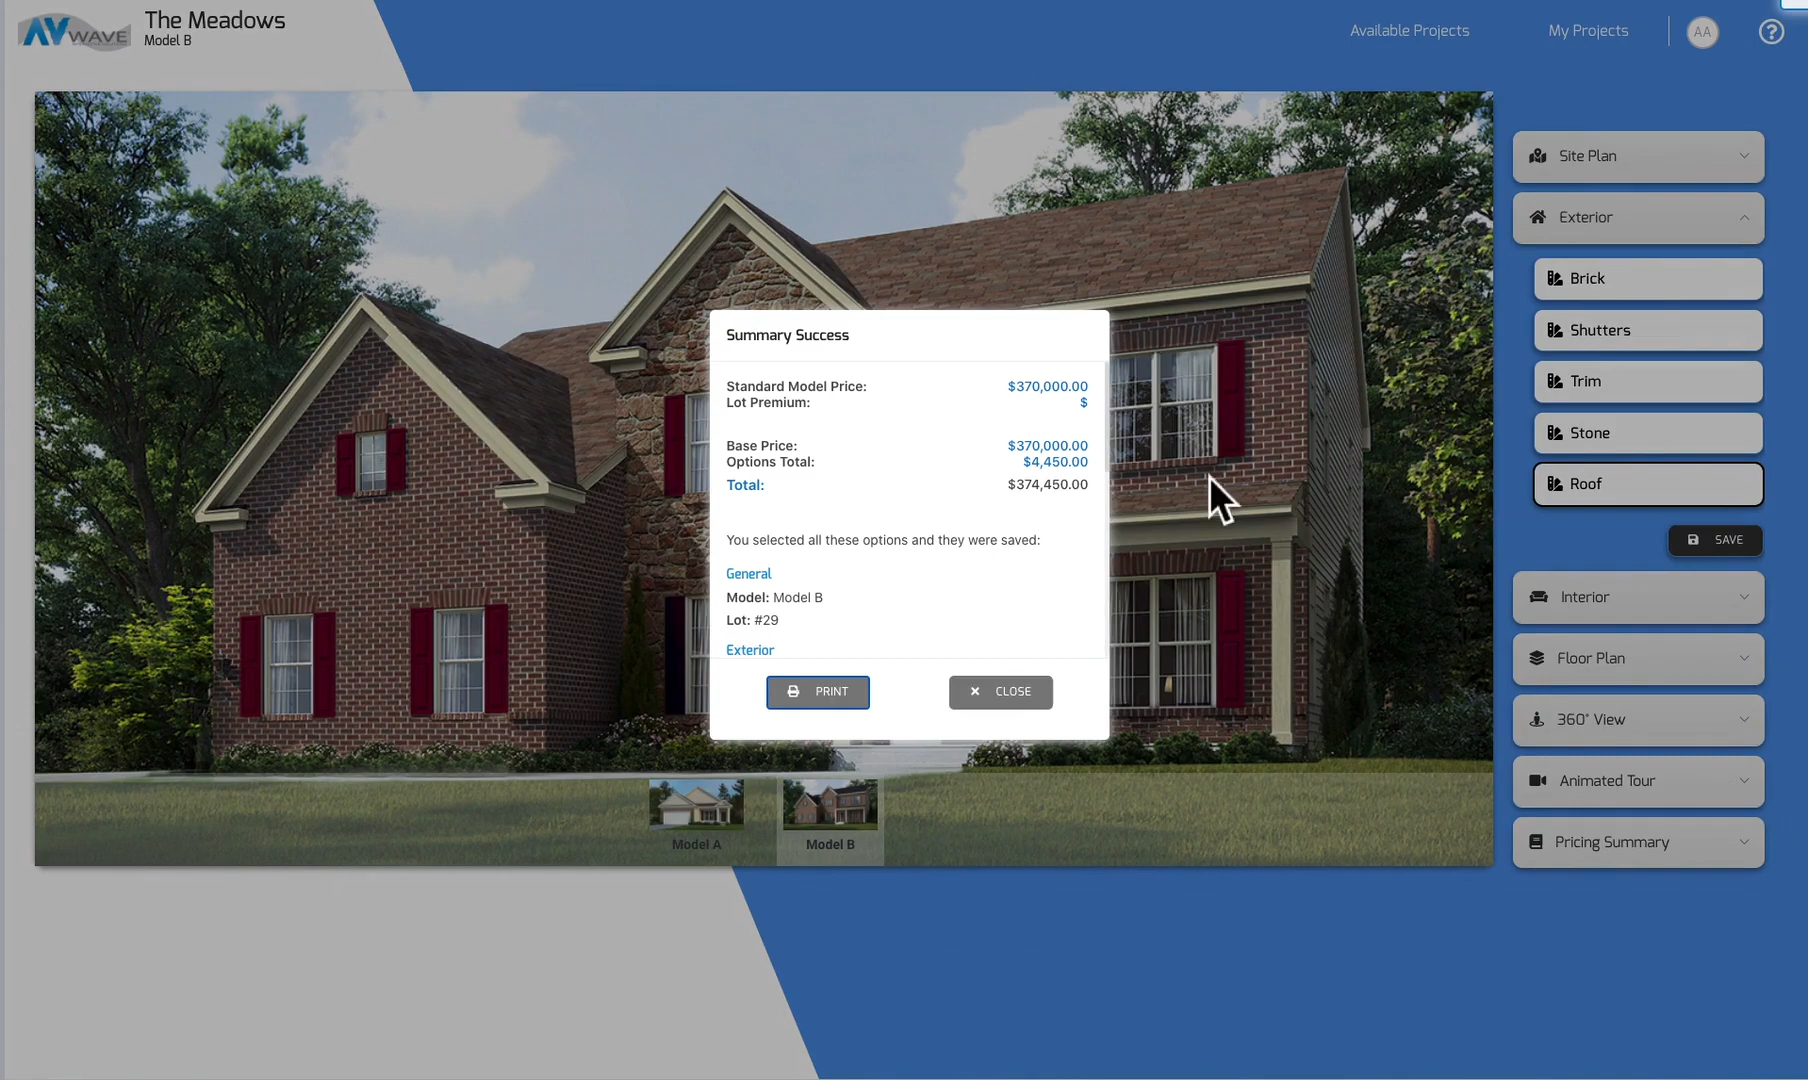 AVWAVE
The Meadows
Model B
Available Projects
My Projects
AA
?
Site Plan
Exterior
Brick
Shutters
Trim
Stone
Roof
SAVE
Interior
Floor Plan
360° View
Animated Tour
Pricing Summary
Summary Success
Standard Model Price: $370,000.00
Lot Premium: $
Base Price: $370,000.00
Options Total: $4,450.00
Total: $374,450.00
You selected all these options and they were saved:
General
Model: Model B
Lot: #29
Exterior
PRINT
CLOSE
Model A
Model B